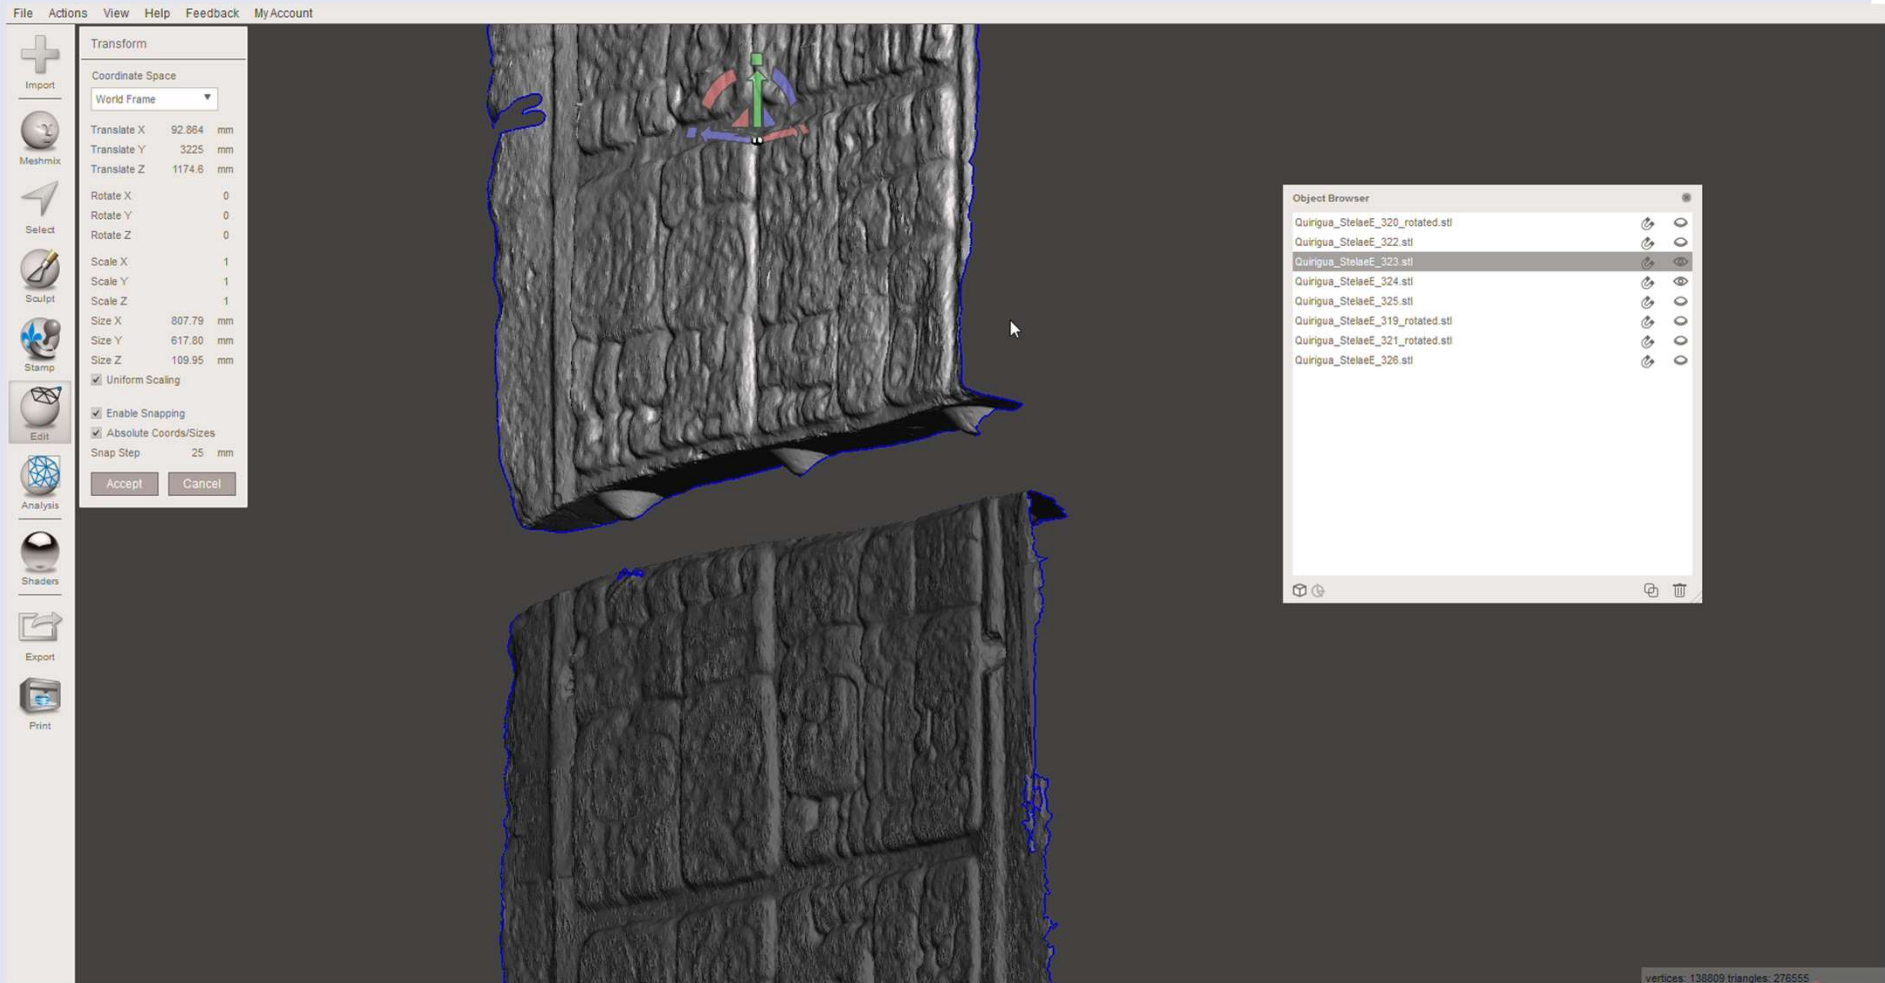 File Actions View Help Feedback My Account
Import
Meshmix
Select
Sculpt
Stamp
Edit
Analysis
Shaders
Export
Print
Transform
Coordinate Space
World Frame
Translate X 92.864 mm
Translate Y 3225 mm
Translate Z 1174.6 mm
Rotate X 0
Rotate Y 0
Rotate Z 0
Scale X 1
Scale Y 1
Scale Z 1
Size X 807.79 mm
Size Y 617.80 mm
Size Z 109.95 mm
Uniform Scaling
Enable Snapping
Absolute Coords/Sizes
Snap Step 25 mm
Accept Cancel
Object Browser
Quirigua_StelaeE_320_rotated.stl
Quirigua_StelaeE_322.stl
Quirigua_StelaeE_323.stl
Quirigua_StelaeE_324.stl
Quirigua_StelaeE_325.stl
Quirigua_StelaeE_319_rotated.stl
Quirigua_StelaeE_321_rotated.stl
Quirigua_StelaeE_326.stl
vertices: 138809 triangles: 276555